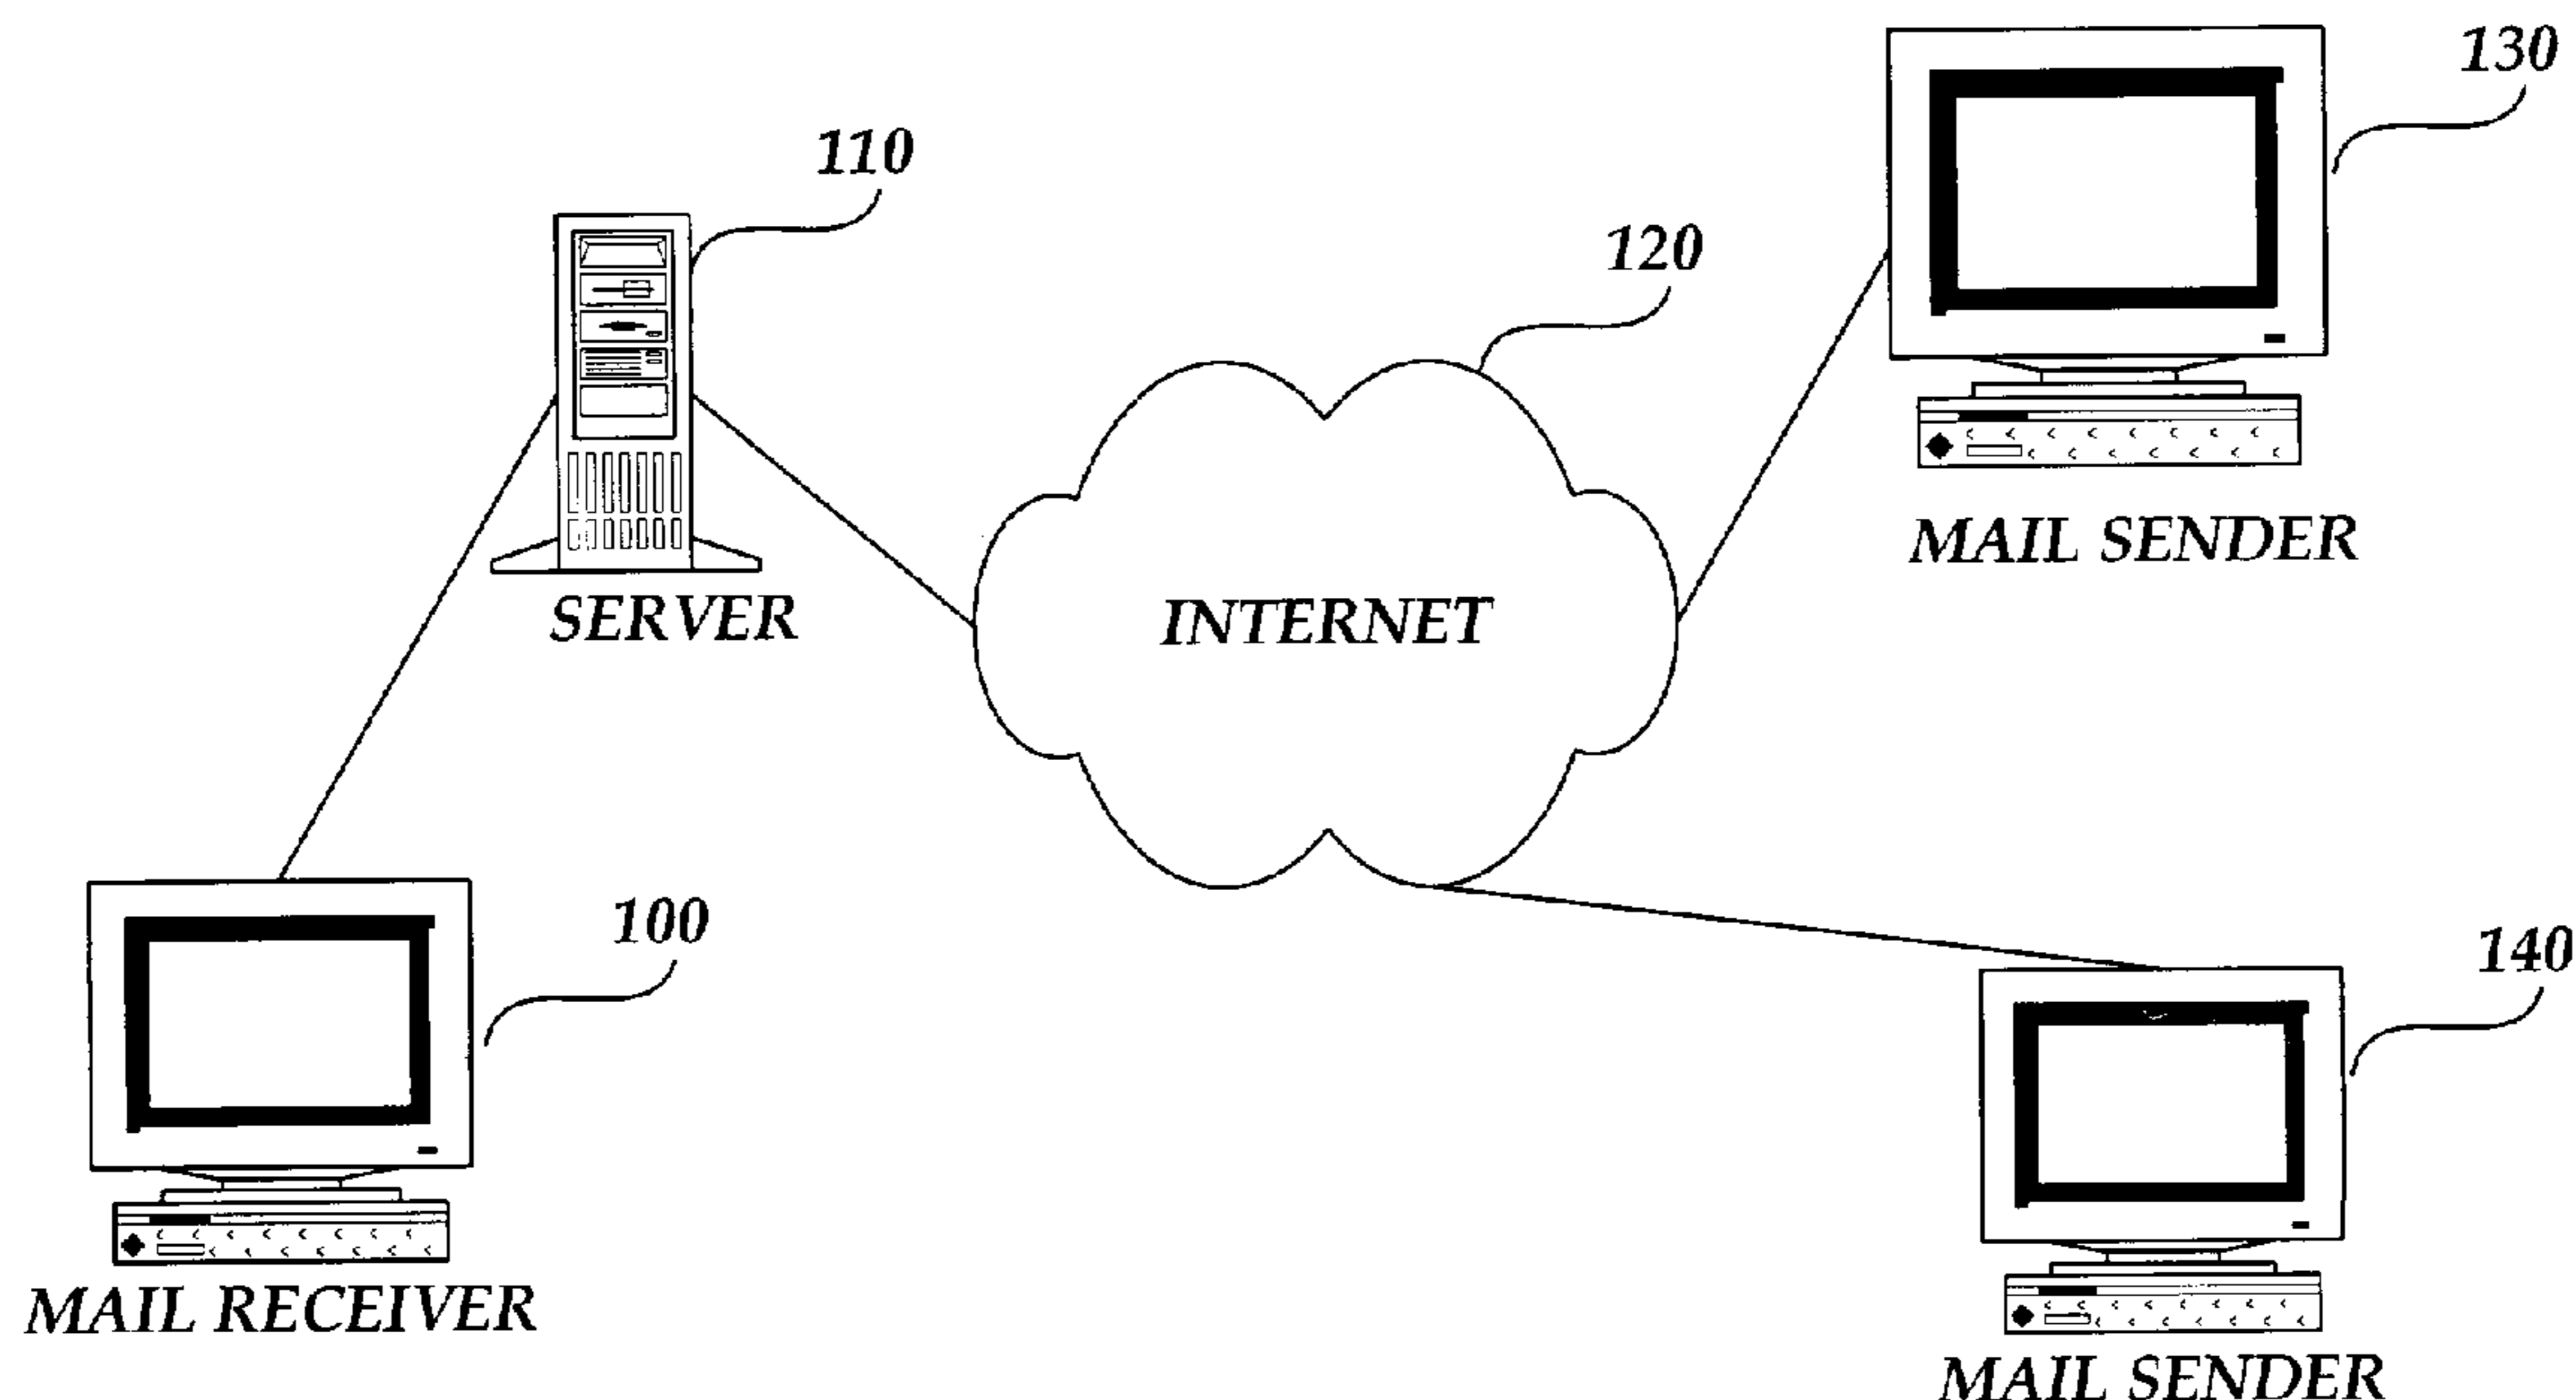 130
110
120
MAIL SENDER
SERVER
INTERNET
100
140
MAIL RECEIVER
MAIL SENDER